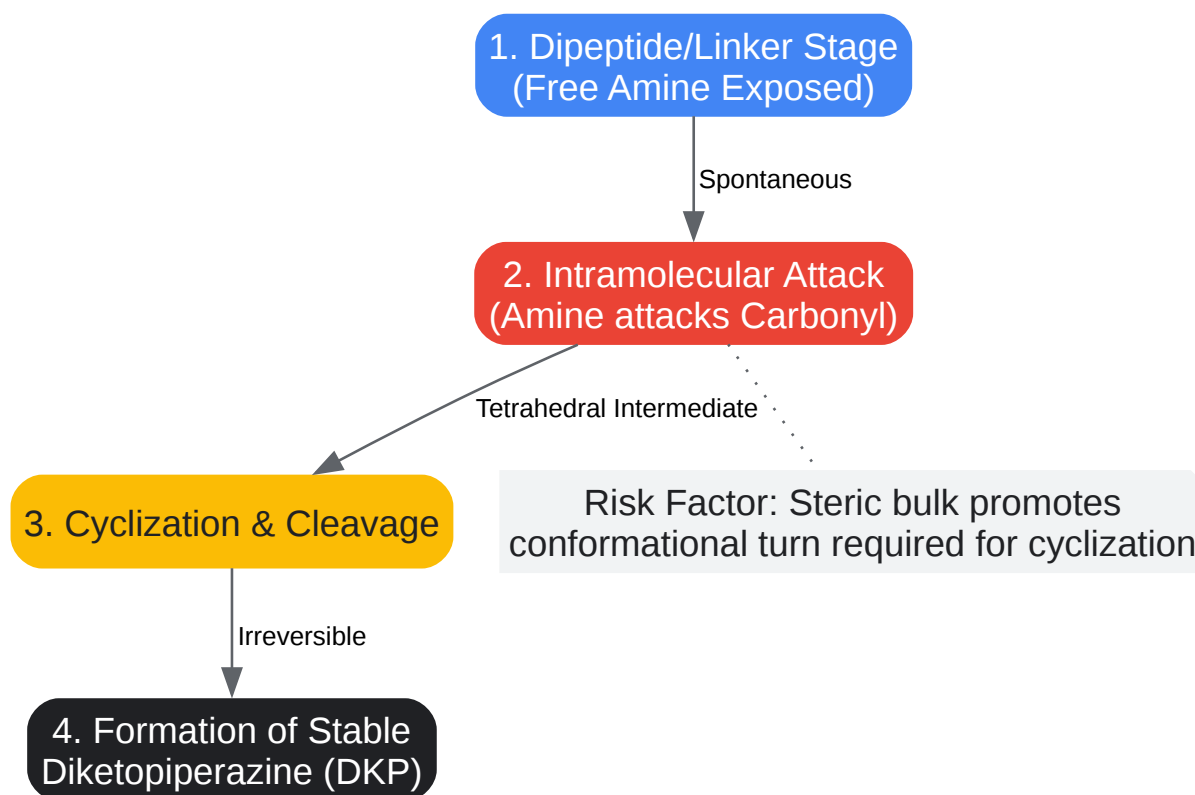 1. Dipeptide/Linker Stage
(Free Amine Exposed)
Spontaneous
2. Intramolecular Attack
(Amine attacks Carbonyl)
Tetrahedral Intermediate
3. Cyclization & Cleavage
Risk Factor: Steric bulk promotes
conformational turn required for cyclization
Irreversible
4. Formation of Stable
Diketopiperazine (DKP)